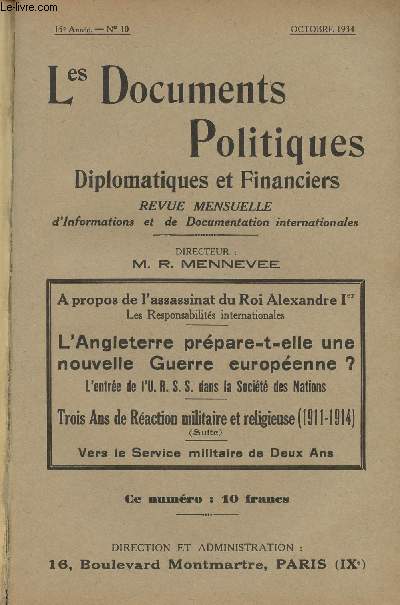 Le-livre.fr
15e Année. — N° 10 OCTOBRE 1934
Les Documents
Politiques
Diplomatiques et Financiers
REVUE MENSUELLE
d'Informations et de Documentation internationales
DIRECTEUR :
M. R. MENNEVEE
A propos de l'assassinat du Roi Alexandre Ier
Les Responsabilités internationales
L'Angleterre prépare-t-elle une
nouvelle Guerre européenne ?
L'entrée de l'U. R. S. S. dans la Société des Nations
Trois Ans de Réaction militaire et religieuse (1911-1914)
(Suite)
Vers le Service militaire de Deux Ans
Ce numéro : 10 francs
DIRECTION ET ADMINISTRATION :
16, Boulevard Montmartre, PARIS (IXe)